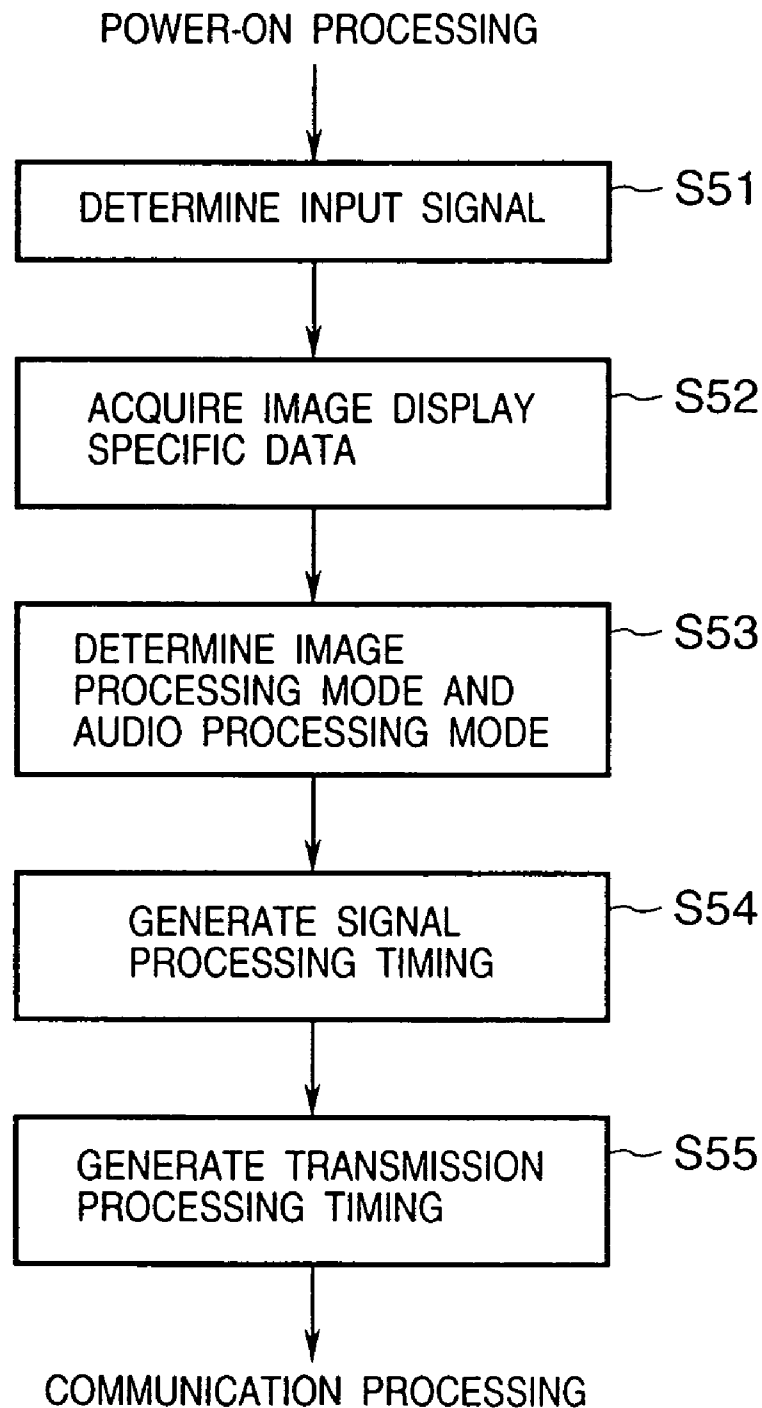 POWER-ON PROCESSING
DETERMINE INPUT SIGNAL
S51
ACQUIRE IMAGE DISPLAY
SPECIFIC DATA
S52
DETERMINE IMAGE
PROCESSING MODE AND
AUDIO PROCESSING MODE
S53
GENERATE SIGNAL
PROCESSING TIMING
S54
GENERATE TRANSMISSION
PROCESSING TIMING
S55
COMMUNICATION PROCESSING